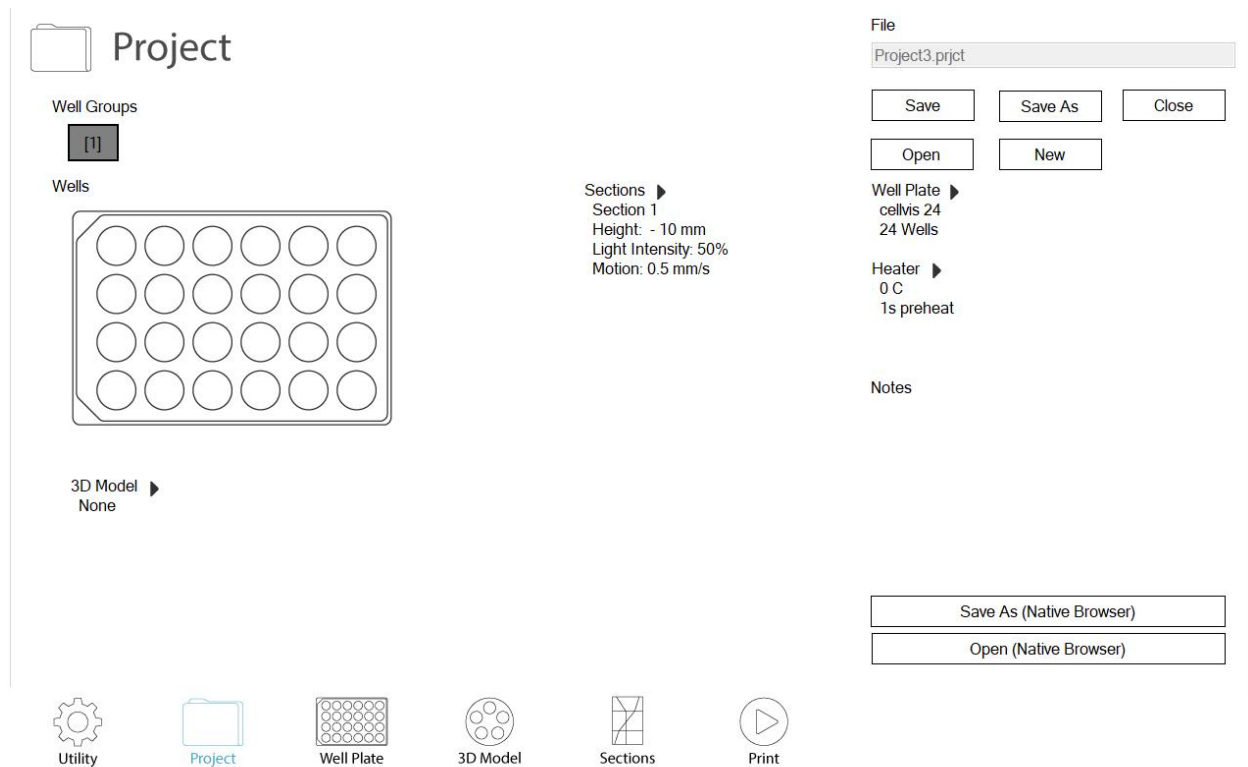 Project
Well Groups
[1]
Wells
3D Model
None
Sections
Section 1
Height: - 10 mm
Light Intensity: 50%
Motion: 0.5 mm/s
File
Project3.prjct
Save
Save As
Close
Open
New
Well Plate
cellvis 24
24 Wells
Heater
0 C
1s preheat
Notes
Save As (Native Browser)
Open (Native Browser)
Utility
Project
Well Plate
3D Model
Sections
Print